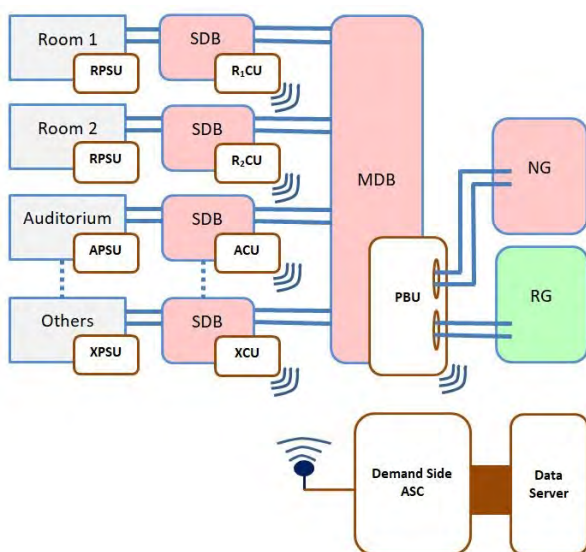 Room 1
RPSU
SDB
R₁CU
Room 2
RPSU
SDB
R₂CU
Auditorium
APSU
SDB
ACU
Others
XPSU
SDB
XCU
MDB
PBU
NG
RG
Demand Side
ASC
Data
Server